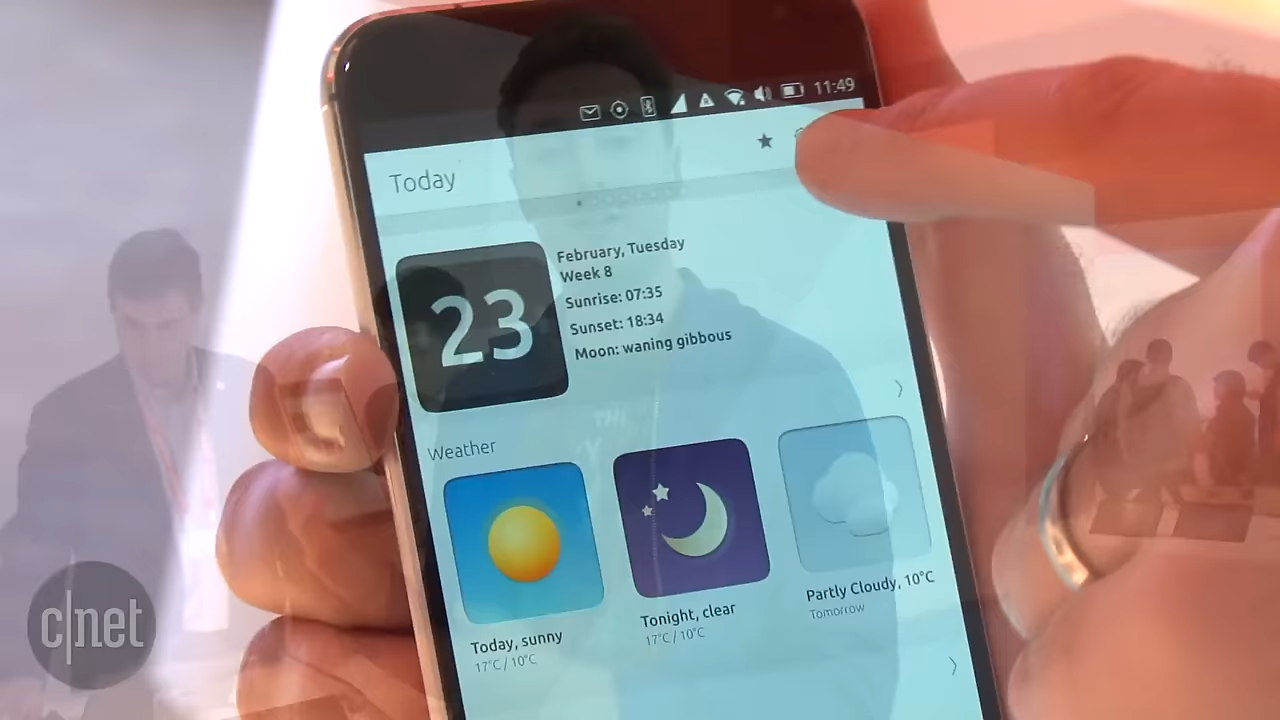 11:49
Today
23
February, Tuesday
Week 8
Sunrise: 07:35
Sunset: 18:34
Moon: waning gibbous
Weather
Today, sunny
17°C / 10°C
Tonight, clear
17°C / 10°C
Partly Cloudy, 10°C
Tomorrow
c|net